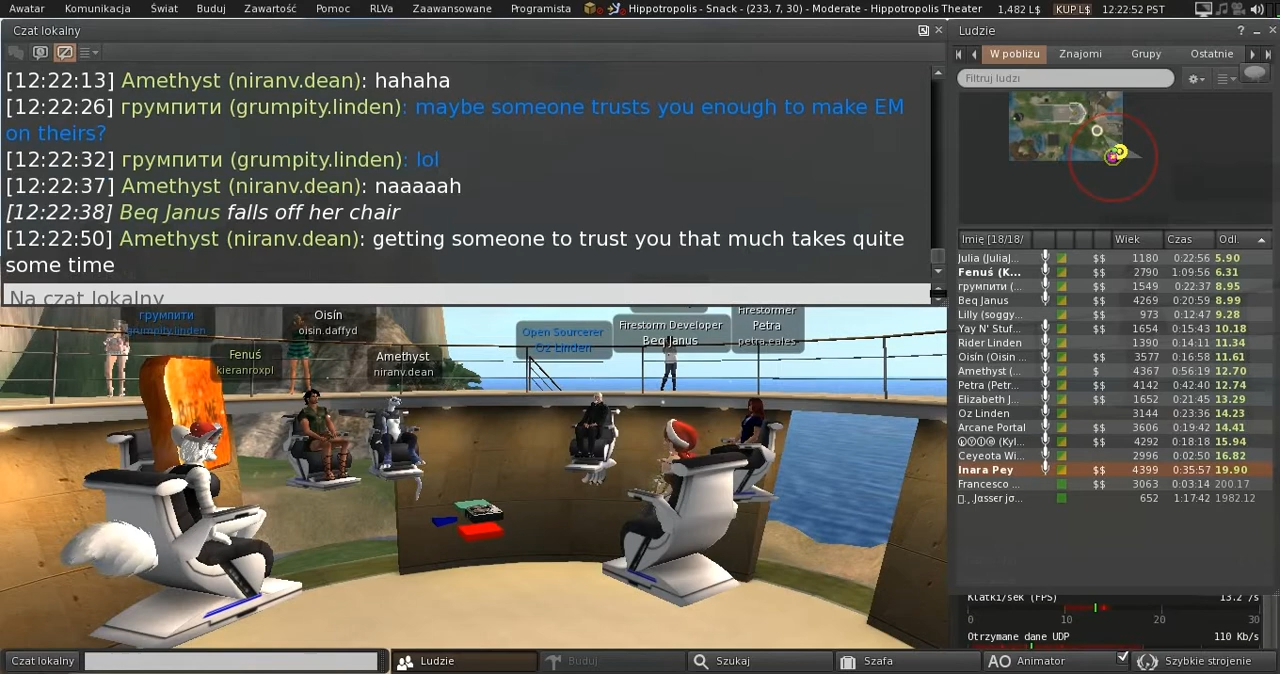 Awatar Komunikacja Świat Buduj Zawartość Pomoc RLVa Zaawansowane Programista Hippotropolis - Snack - (233, 7, 30) - Moderate - Hippotropolis Theater 1,482 L$ KUP L$ 12:22:52 PST
Czat lokalny
[12:22:13] Amethyst (niranv.dean): hahaha
[12:22:26] грумпити (grumpity.linden): maybe someone trusts you enough to make EM
on theirs?
[12:22:32] грумпити (grumpity.linden): lol
[12:22:37] Amethyst (niranv.dean): naaaaah
[12:22:38] Beq Janus falls off her chair
[12:22:50] Amethyst (niranv.dean): getting someone to trust you that much takes quite
some time
Na czat lokalny
грумпити
grumpity.linden
Oisín
oisin.daffyd
Fenuś
kieranrpxpl
Amethyst
niranv.dean
Open Sourcerer
Oz Linden
Firestorm Developer
Beq Janus
Firestormer
Petra
petra.eales
Ludzie
W pobliżu Znajomi Grupy Ostatnie
Filtruj ludzi
Imię [18/18/ Wiek Czas Odl.
Julia (JuliaJ... $$ 1180 0:22:56 5.90
Fenuś (K... $$ 2790 1:09:56 6.31
грумпити (... $$ 1549 0:22:37 8.95
Beq Janus $$ 4269 0:20:59 8.99
Lilly (soggy... $$ 973 0:12:47 9.28
Yay N' Stuf... $$ 1654 0:15:43 10.18
Rider Linden 1390 0:14:11 11.34
Oisín (Oisin ... $$ 3577 0:16:58 11.61
Amethyst (... $ 4367 0:56:19 12.70
Petra (Petr... $$ 4142 0:42:40 12.74
Elizabeth J... $$ 1652 0:21:45 13.29
Oz Linden 3144 0:23:36 14.23
Arcane Portal $$ 3606 0:19:42 14.41
(Kyl... $$ 4292 0:18:18 15.94
Ceyeota Wi... $$ 2996 0:02:50 16.82
Inara Pey $$ 4399 0:35:57 19.90
Francesco ... $$ 3063 0:03:14 200.17
652 1:17:42 1982.12
Klatki/sek (FPS) 13.2 /s
0 10 20 30
Otrzymane dane UDP 110 Kb/s
Czat lokalny Ludzie Buduj Szukaj Szafa AO Animator Szybkie strojenie